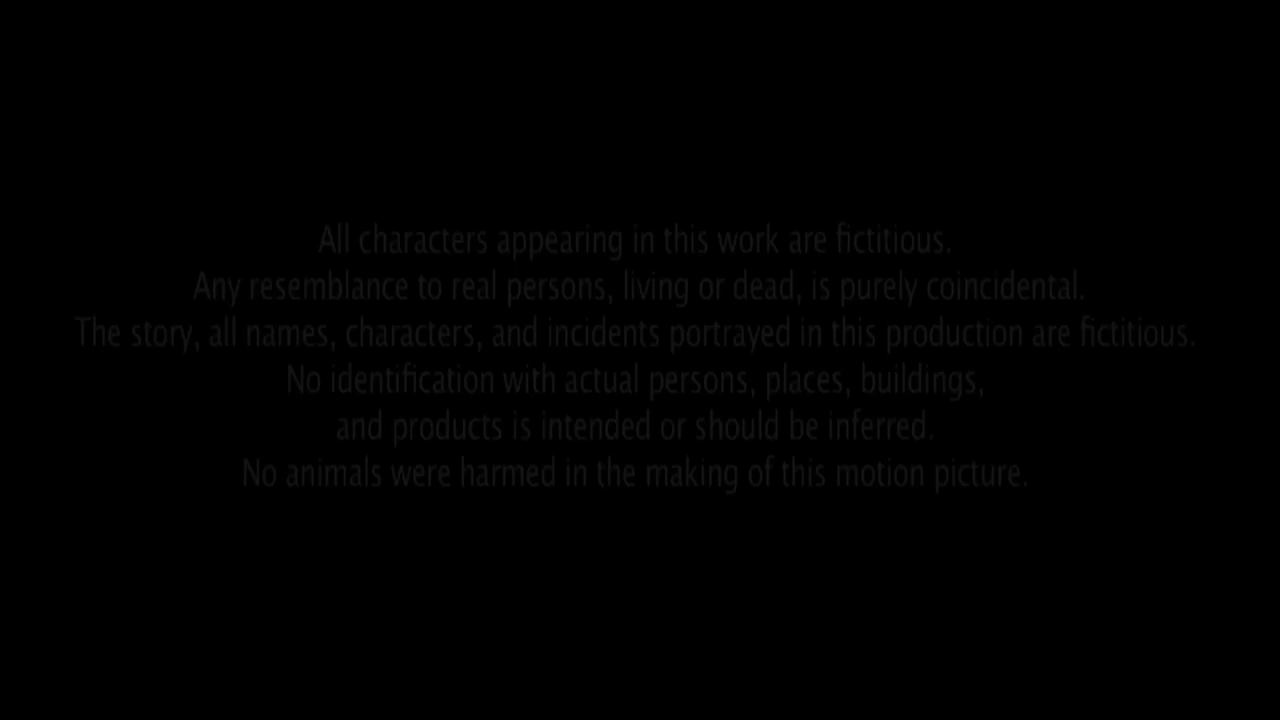 All characters appearing in this work are fictitious.
Any resemblance to real persons, living or dead, is purely coincidental.
The story, all names, characters, and incidents portrayed in this production are fictitious.
No identification with actual persons, places, buildings,
and products is intended or should be inferred.
No animals were harmed in the making of this motion picture.